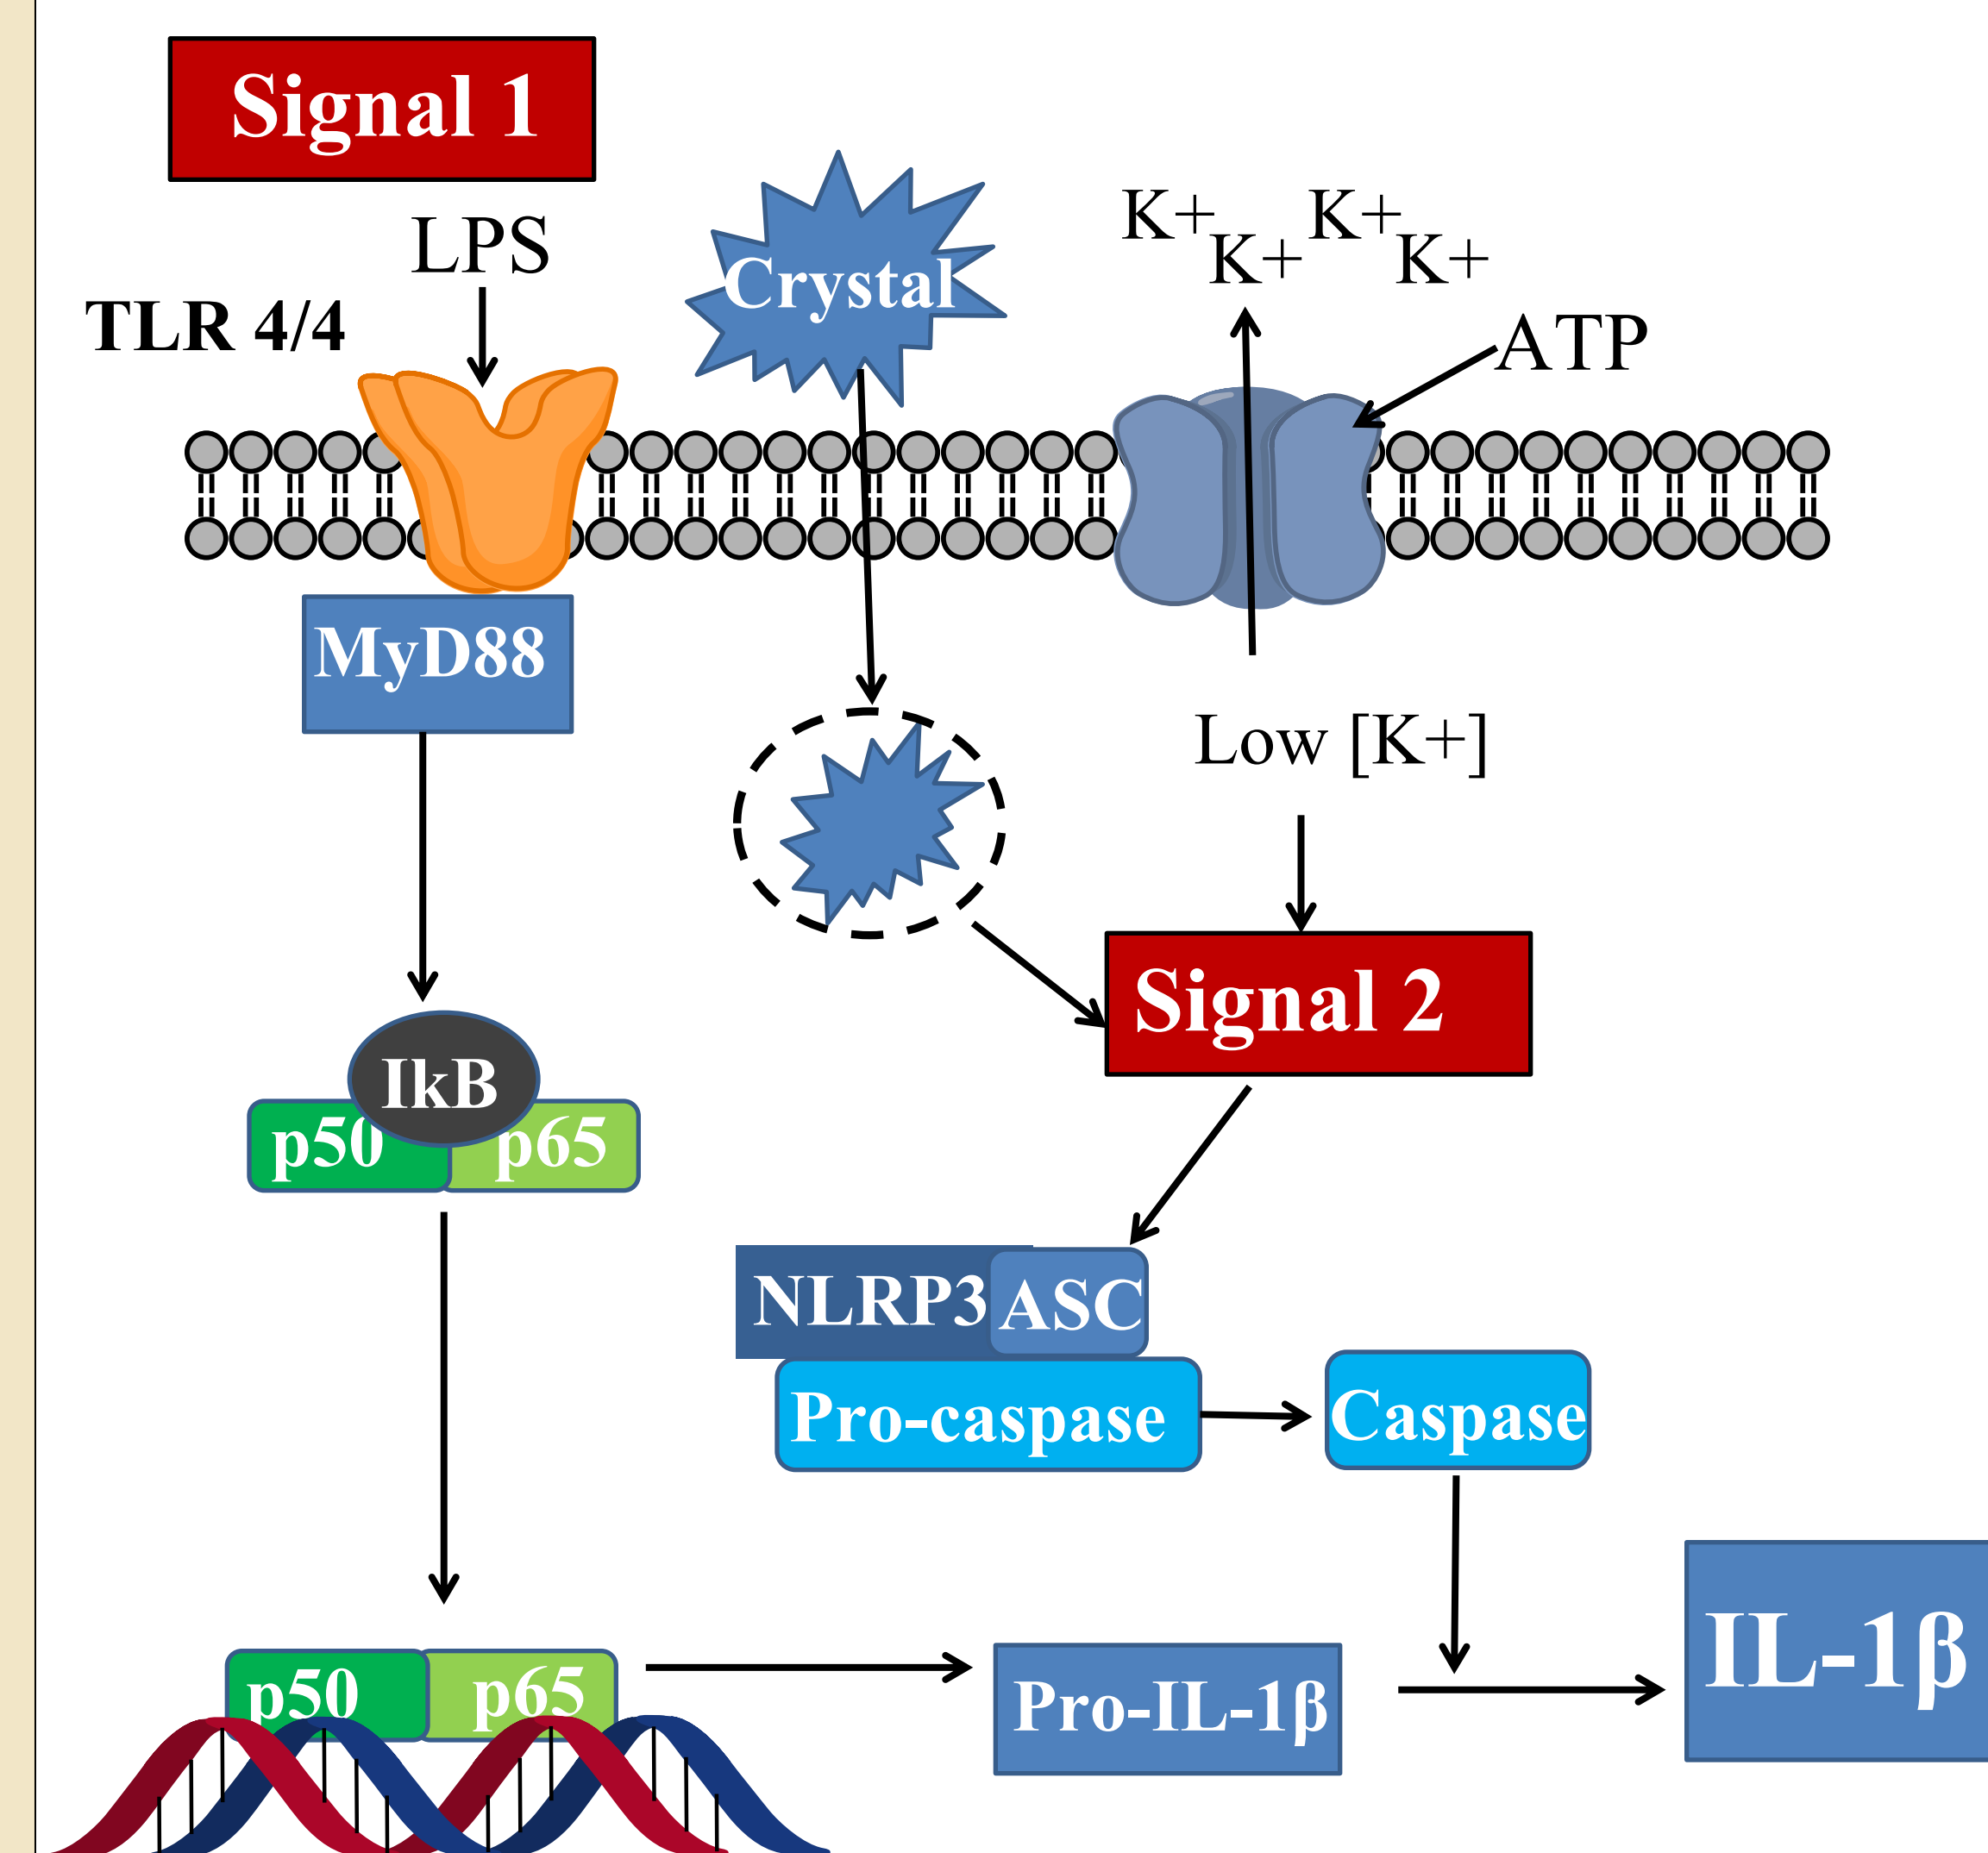 Signal 1
LPS
TLR 4/4
Crystal
K+
K+
K+
K+
ATP
MyD88
Low [K+]
Signal 2
IkB
p50
p65
NLRP3
ASC
Pro-caspase
Caspase
p50
p65
Pro-IL-1β
IL-1β